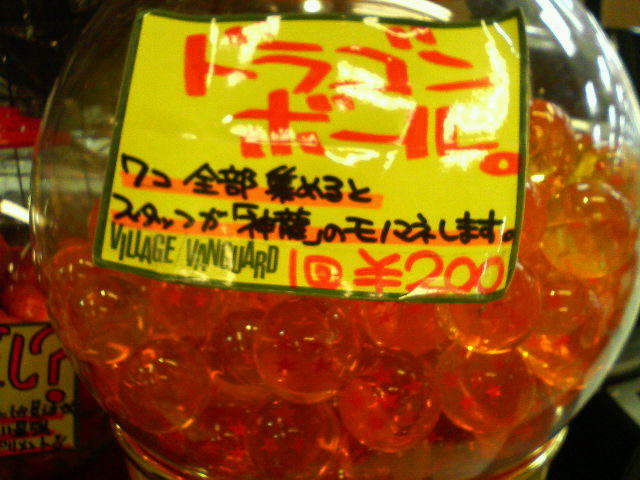 ドラゴン
ボール。
7コ 全部 集めると
スタッフが「神龍」のモノマネします。
VILLAGE/VANGUARD
1回 ¥200